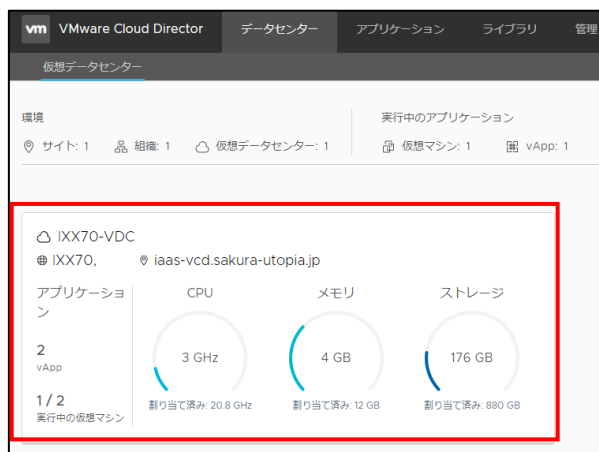 vm VMware Cloud Director データセンター アプリケーション ライブラリ 管理
仮想データセンター
環境 実行中のアプリケーション
サイト: 1 組織: 1 仮想データセンター: 1 仮想マシン: 1 vApp: 1
IXX70-VDC
IXX70, iaas-vcd.sakura-utopia.jp
アプリケーショ
ン
2
vApp
1 / 2
実行中の仮想マシン
CPU
3 GHz
割り当て済み: 20.8 GHz
メモリ
4 GB
割り当て済み: 12 GB
ストレージ
176 GB
割り当て済み: 880 GB